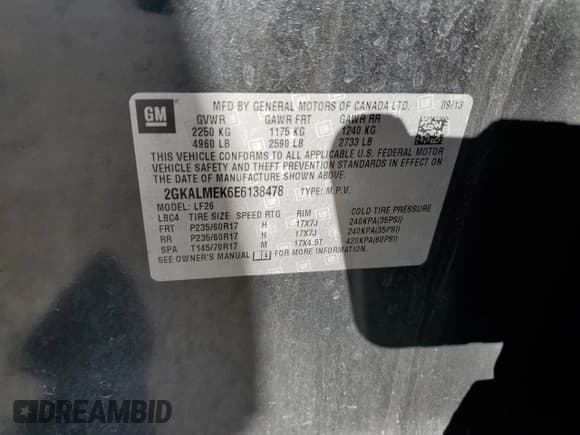 GM
MFD BY GENERAL MOTORS OF CANADA LTD. 09/13
GVWR GAWR FRT GAWR RR
2250 KG 1175 KG 1240 KG
4960 LB 2590 LB 2733 LB
THIS VEHICLE CONFORMS TO ALL APPLICABLE U.S. FEDERAL MOTOR
VEHICLE SAFETY AND THEFT PREVENTION STANDARDS IN EFFECT ON
THE DATE OF MANUFACTURE SHOWN ABOVE.
2GKALMEK6E6138478 TYPE: M.P.V.
MODEL: LF26
LBC4 TIRE SIZE SPEED RTG RIM COLD TIRE PRESSURE
FRT P235/60R17 H 17X7J 240KPA(35PSI)
RR P235/60R17 H 17X7J 240KPA(35PSI)
SPA T145/70R17 M 17X4.5T 420KPA(60PSI)
SEE OWNER'S MANUAL FOR MORE INFORMATION.
DREAMBID